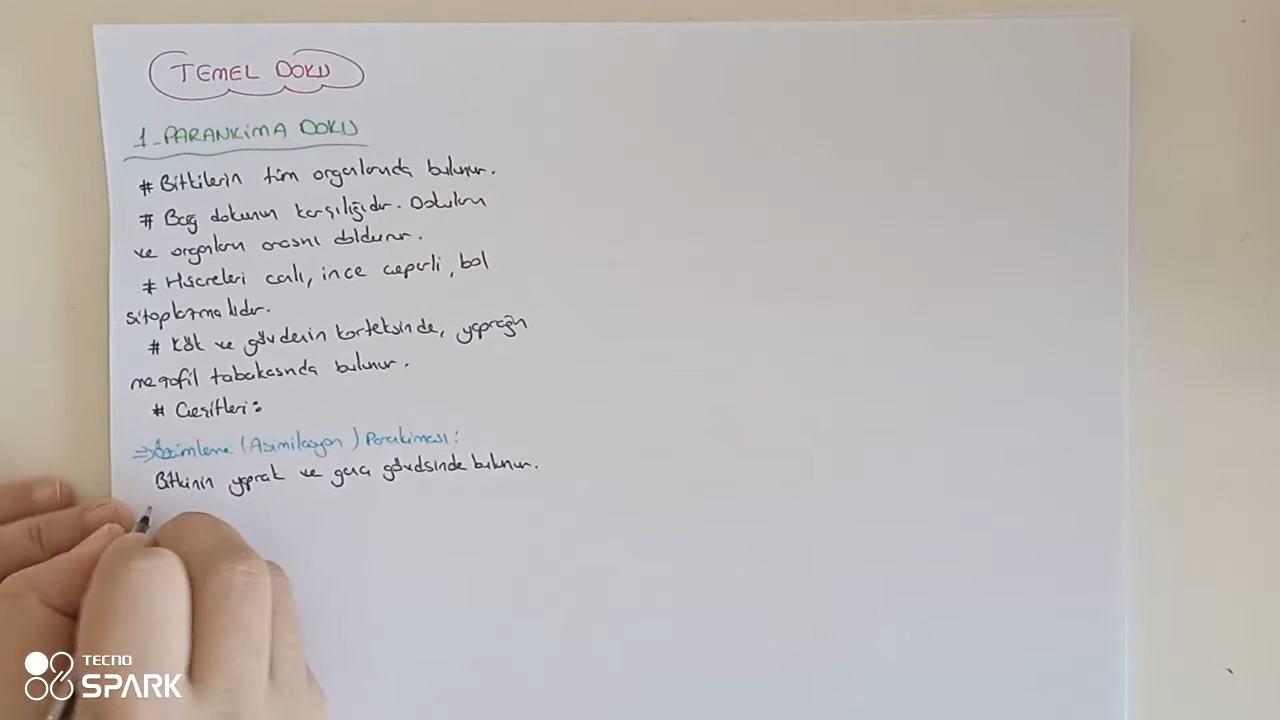 TEMEL DOKU
1-PARANKiMA DOKU
# Bitkilerin tüm organlarında bulunur.
# Bağ dokunun karşılığıdır. Dokuların
ve organların arasını doldurur.
# Hücreleri canlı, ince çeperli, bol
sitoplazmalıdır.
# Kök ve gövdenin korteksinde, yaprağın
mezofil tabakasında bulunur.
# Çeşitleri:
⇒ Özümleme (Asimilasyon) Parankiması:
Bitkinin yaprak ve genç gövdesinde bulunur.
TECNO
SPARK